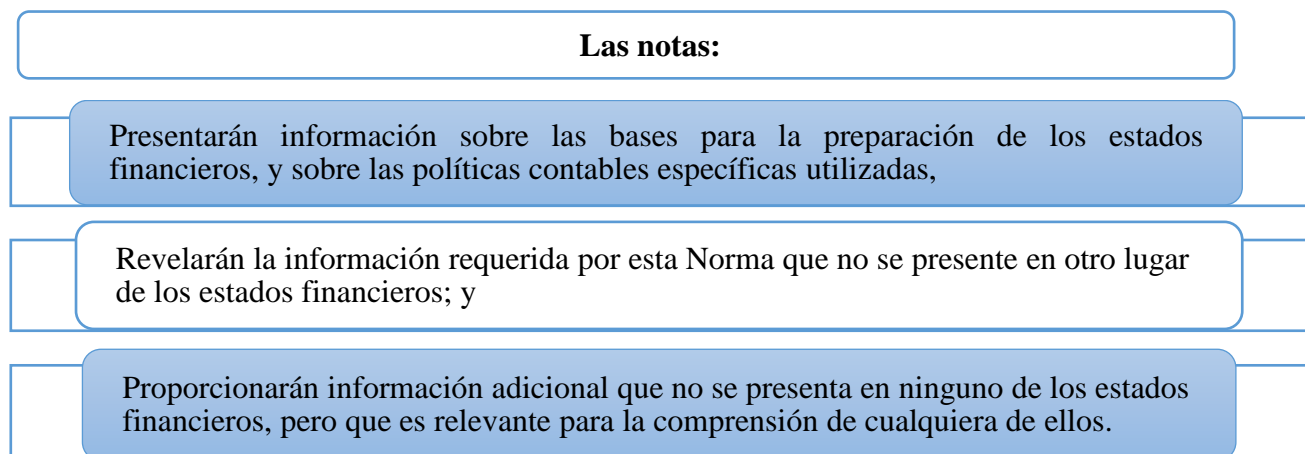 Las notas:
Presentarán información sobre las bases para la preparación de los estados
financieros, y sobre las políticas contables específicas utilizadas,
Revelarán la información requerida por esta Norma que no se presente en otro lugar
de los estados financieros; y
Proporcionarán información adicional que no se presenta en ninguno de los estados
financieros, pero que es relevante para la comprensión de cualquiera de ellos.